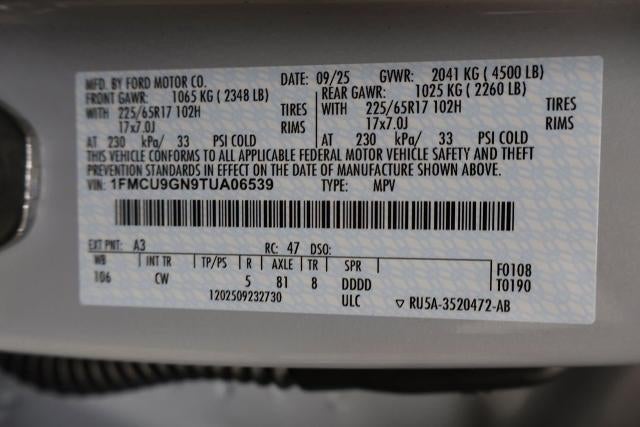 MFD. BY FORD MOTOR CO. DATE: 09/25 GVWR: 2041 KG ( 4500 LB)
FRONT GAWR: 1065 KG ( 2348 LB) REAR GAWR: 1025 KG ( 2260 LB)
WITH 225/65R17 102H TIRES WITH 225/65R17 102H TIRES
17x7.0J RIMS 17x7.0J RIMS
AT 230 kPa/ 33 PSI COLD AT 230 kPa/ 33 PSI COLD
THIS VEHICLE CONFORMS TO ALL APPLICABLE FEDERAL MOTOR VEHICLE SAFETY AND THEFT
PREVENTION STANDARDS IN EFFECT ON THE DATE OF MANUFACTURE SHOWN ABOVE.
VIN: 1FMCU9GN9TUA06539 TYPE: MPV
EXT PNT: A3 RC: 47 DSO:
WB INT TR TP/PS R AXLE TR SPR F0108
106 CW 5 81 8 DDDD T0190
1202509232730 ULC ▽ RU5A-3520472-AB